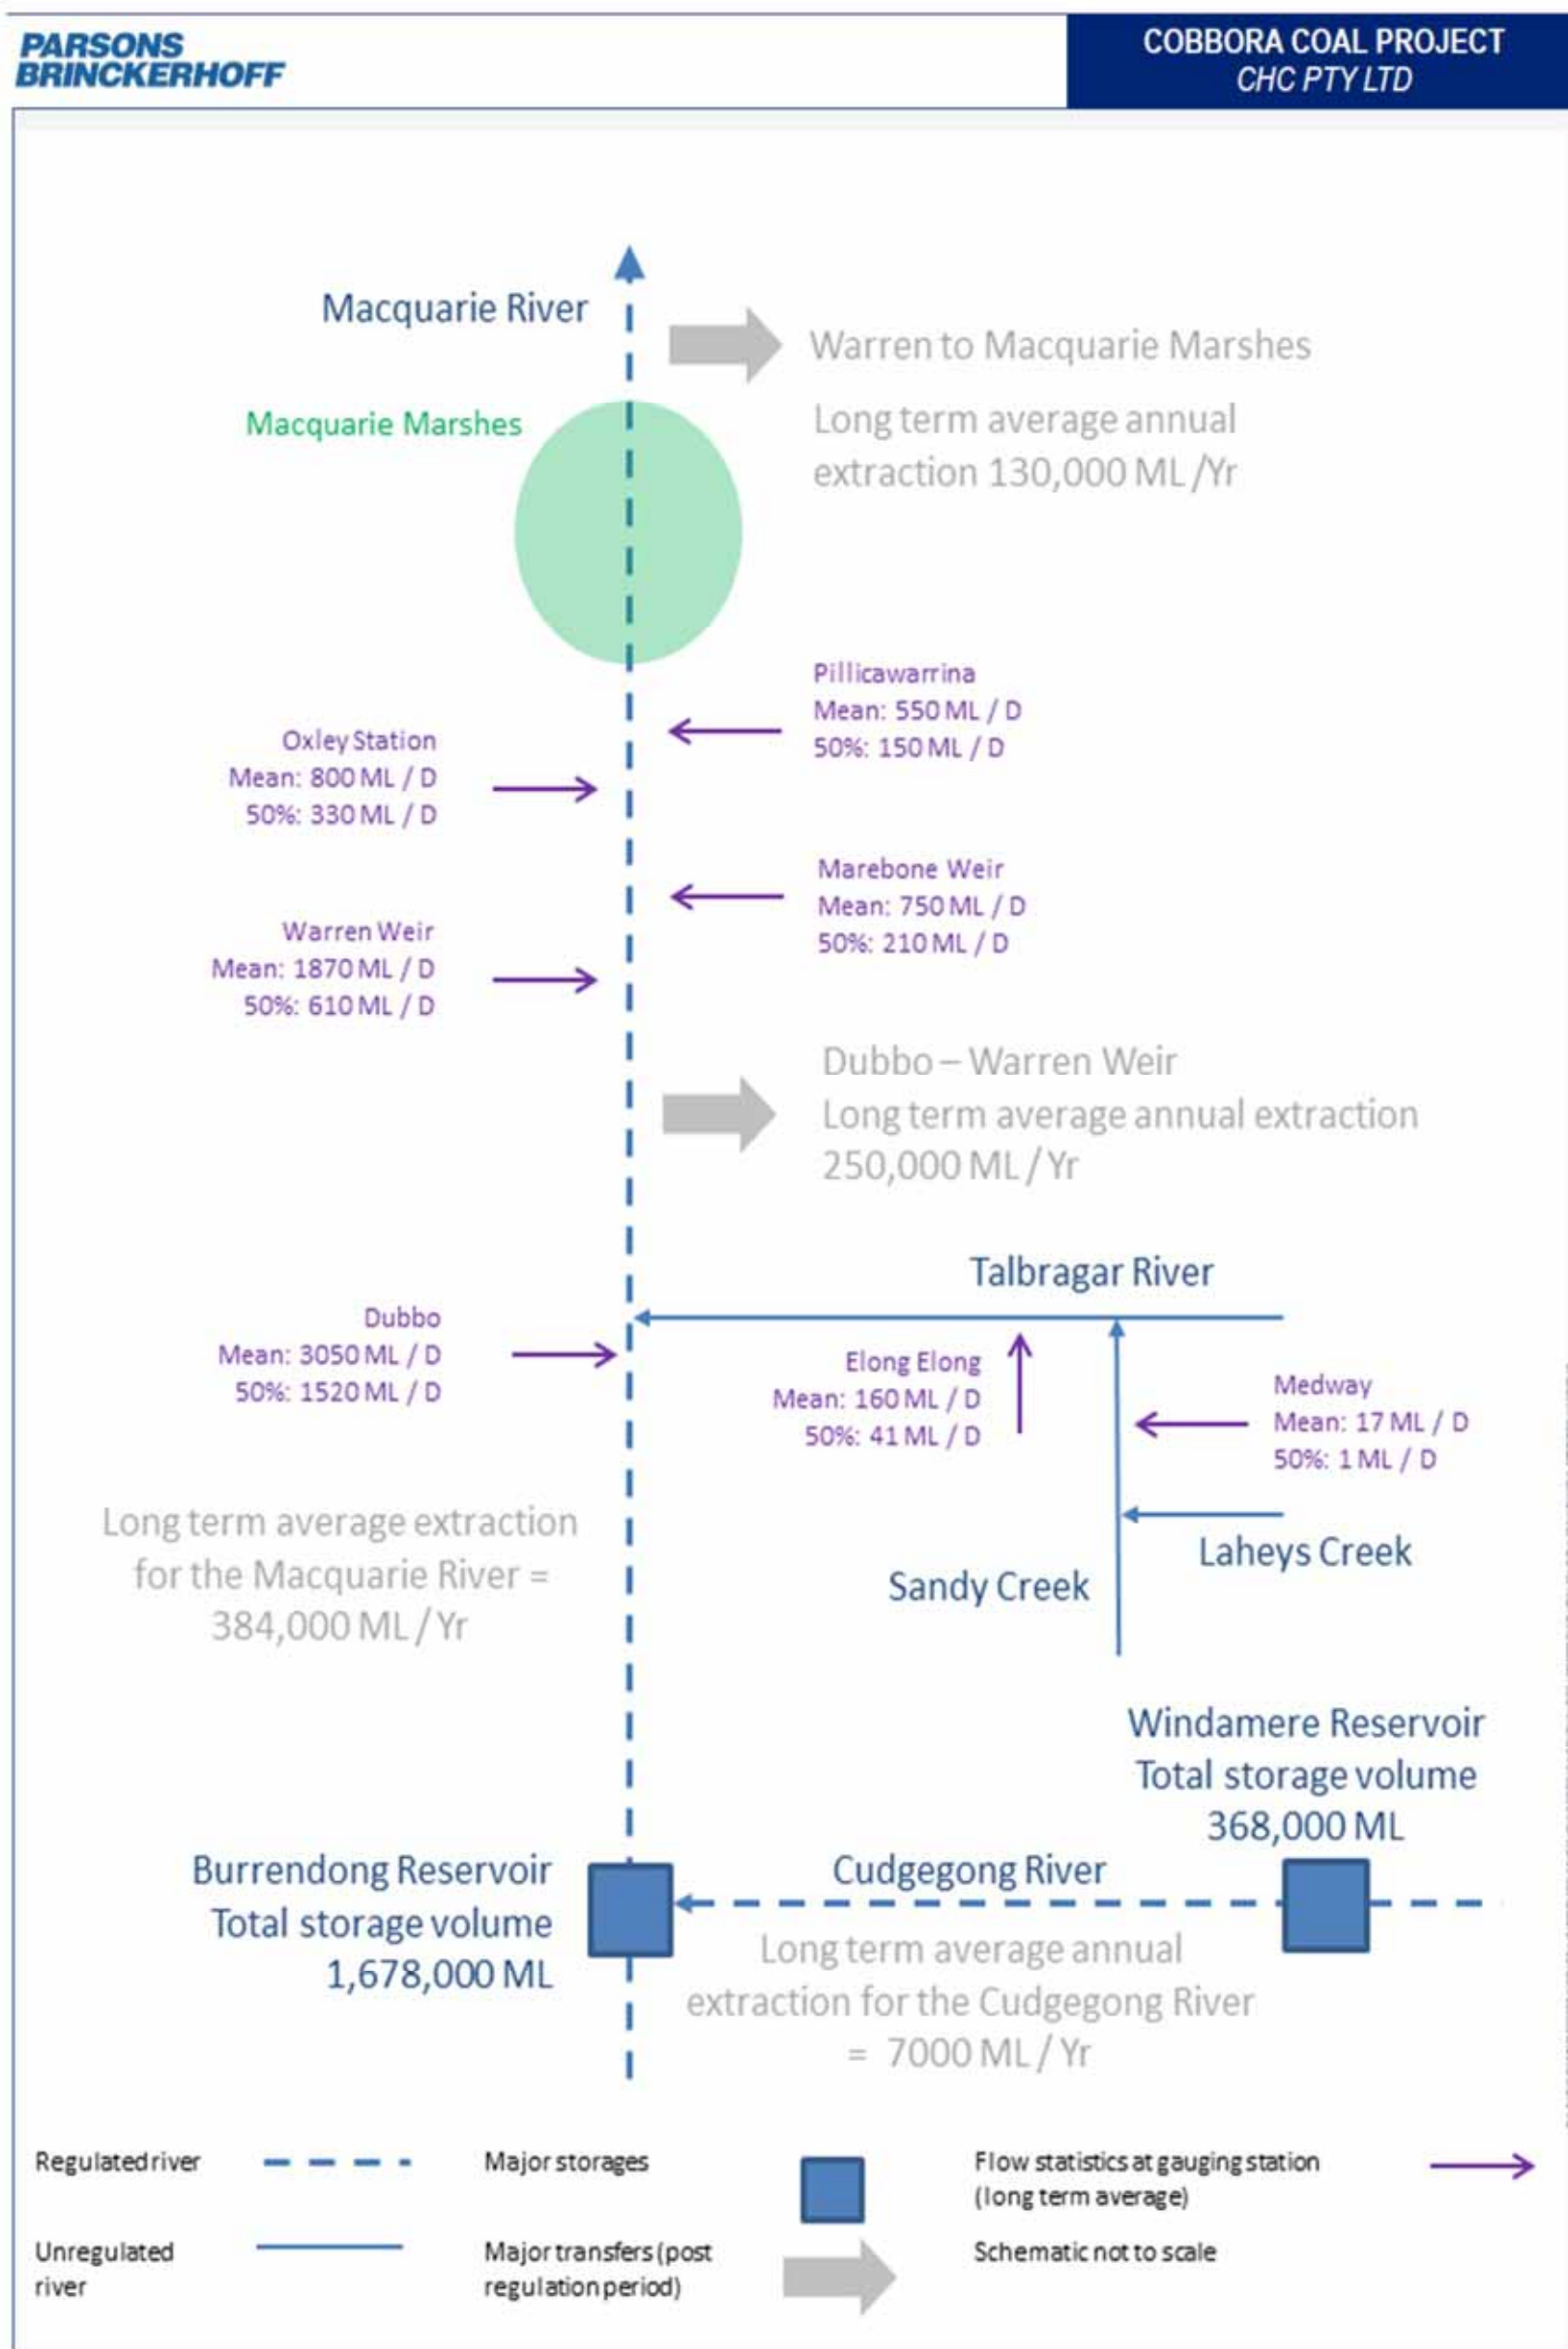 PARSONS
BRINCKERHOFF
COBBORA COAL PROJECT
CHC PTY LTD
Macquarie River
Warren to Macquarie Marshes
Long term average annual
extraction 130,000 ML/Yr
Macquarie Marshes
Pillicawarrina
Mean: 550 ML / D
50%: 150 ML / D
Oxley Station
Mean: 800 ML / D
50%: 330 ML / D
Marebone Weir
Mean: 750 ML / D
50%: 210 ML / D
Warren Weir
Mean: 1870 ML / D
50%: 610 ML / D
Dubbo – Warren Weir
Long term average annual extraction
250,000 ML / Yr
Talbragar River
Dubbo
Mean: 3050 ML / D
50%: 1520 ML / D
Elong Elong
Mean: 160 ML / D
50%: 41 ML / D
Medway
Mean: 17 ML / D
50%: 1 ML / D
Laheys Creek
Sandy Creek
Long term average extraction
for the Macquarie River =
384,000 ML / Yr
Windamere Reservoir
Total storage volume
368,000 ML
Burrendong Reservoir
Total storage volume
1,678,000 ML
Cudgegong River
Long term average annual
extraction for the Cudgegong River
= 7000 ML / Yr
Regulated river
Major storages
Flow statistics at gauging station
(long term average)
Unregulated
river
Major transfers (post
regulation period)
Schematic not to scale